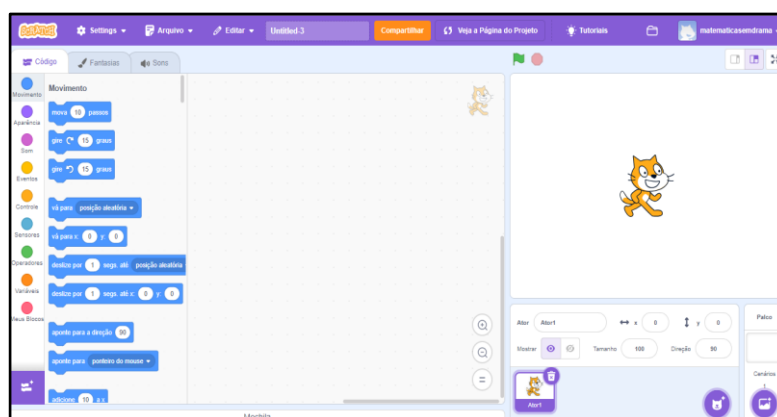 SCRATCH Settings Arquivo Editar Untitled-3 Compartilhar Veja a Página do Projeto Tutoriais matematicasemdrama
Código Fantasias Sons
Movimento
Aparência
Som
Eventos
Controle
Sensores
Operadores
Variáveis
Meus Blocos
Movimento
mova 10 passos
gire 15 graus
gire 15 graus
vá para posição aleatória
vá para x: 0 y: 0
deslize por 1 segs. até posição aleatória
deslize por 1 segs. até x: 0 y: 0
aponte para a direção 90
aponte para ponteiro do mouse
adicione 10 a x
Mochila
Ator Ator1 x 0 y 0
Mostrar Tamanho 100 Direção 90
Ator1
Palco
Cenários
1